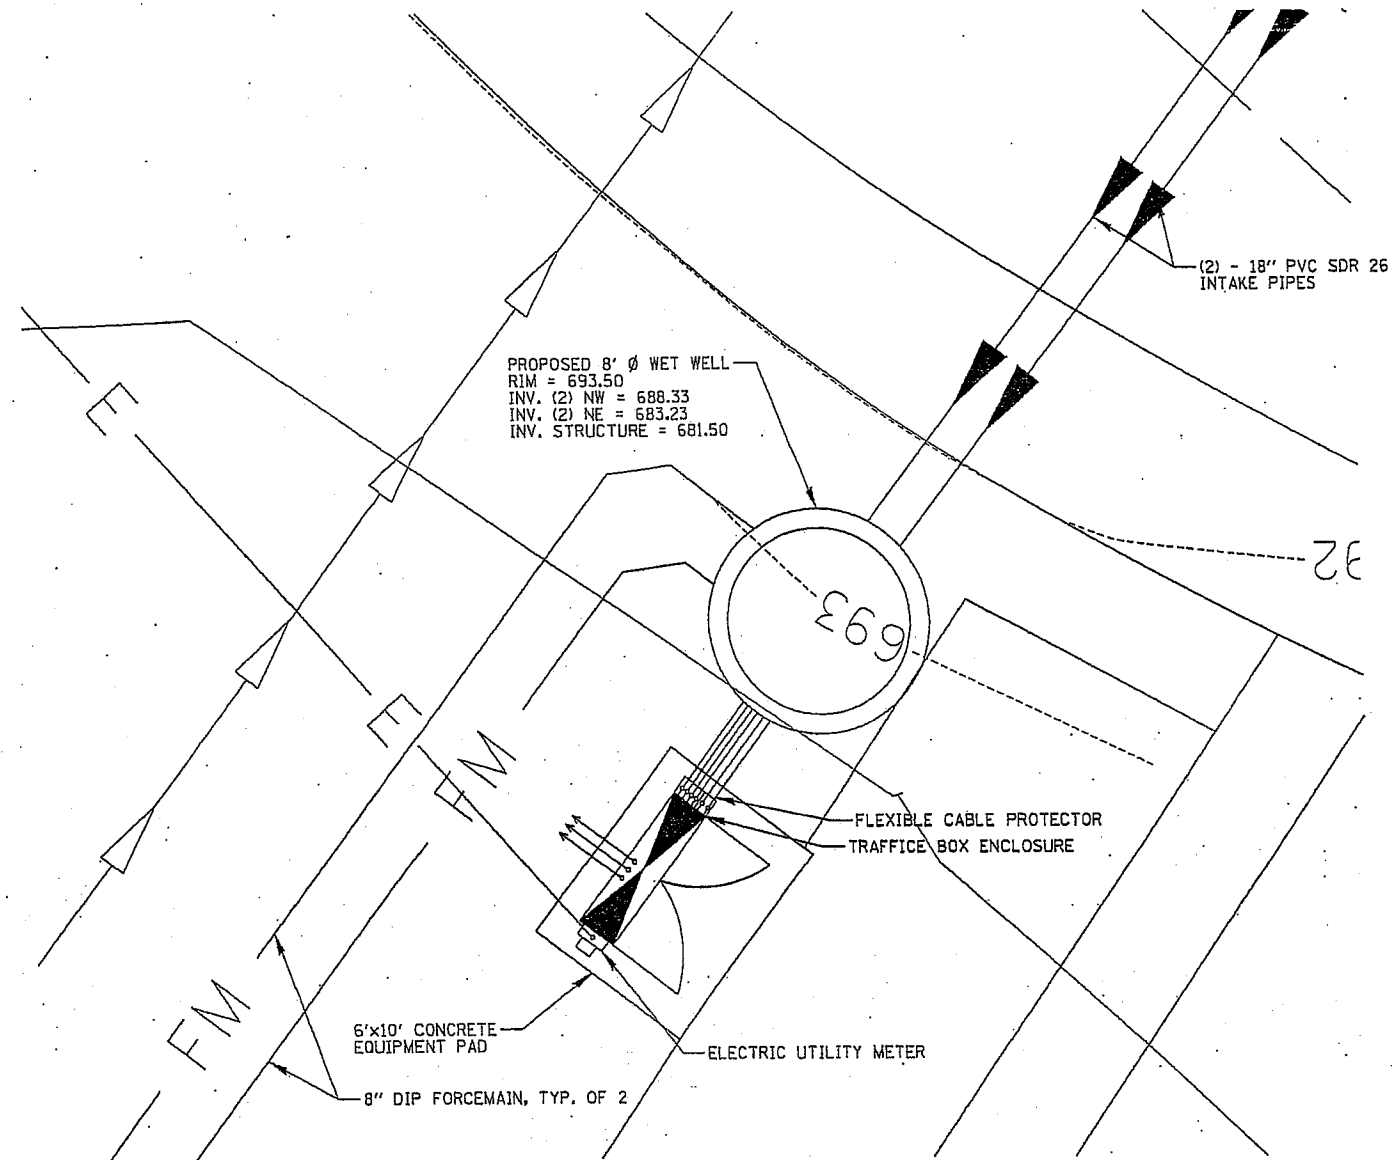 (2) - 18" PVC SDR 26
INTAKE PIPES
PROPOSED 8' Ø WET WELL
RIM = 693.50
INV. (2) NW = 688.33
INV. (2) NE = 683.23
INV. STRUCTURE = 681.50
E
693
E
FM
FLEXIBLE CABLE PROTECTOR
TRAFFICE BOX ENCLOSURE
FM
6'x10' CONCRETE
EQUIPMENT PAD
ELECTRIC UTILITY METER
8" DIP FORCEMAIN, TYP. OF 2